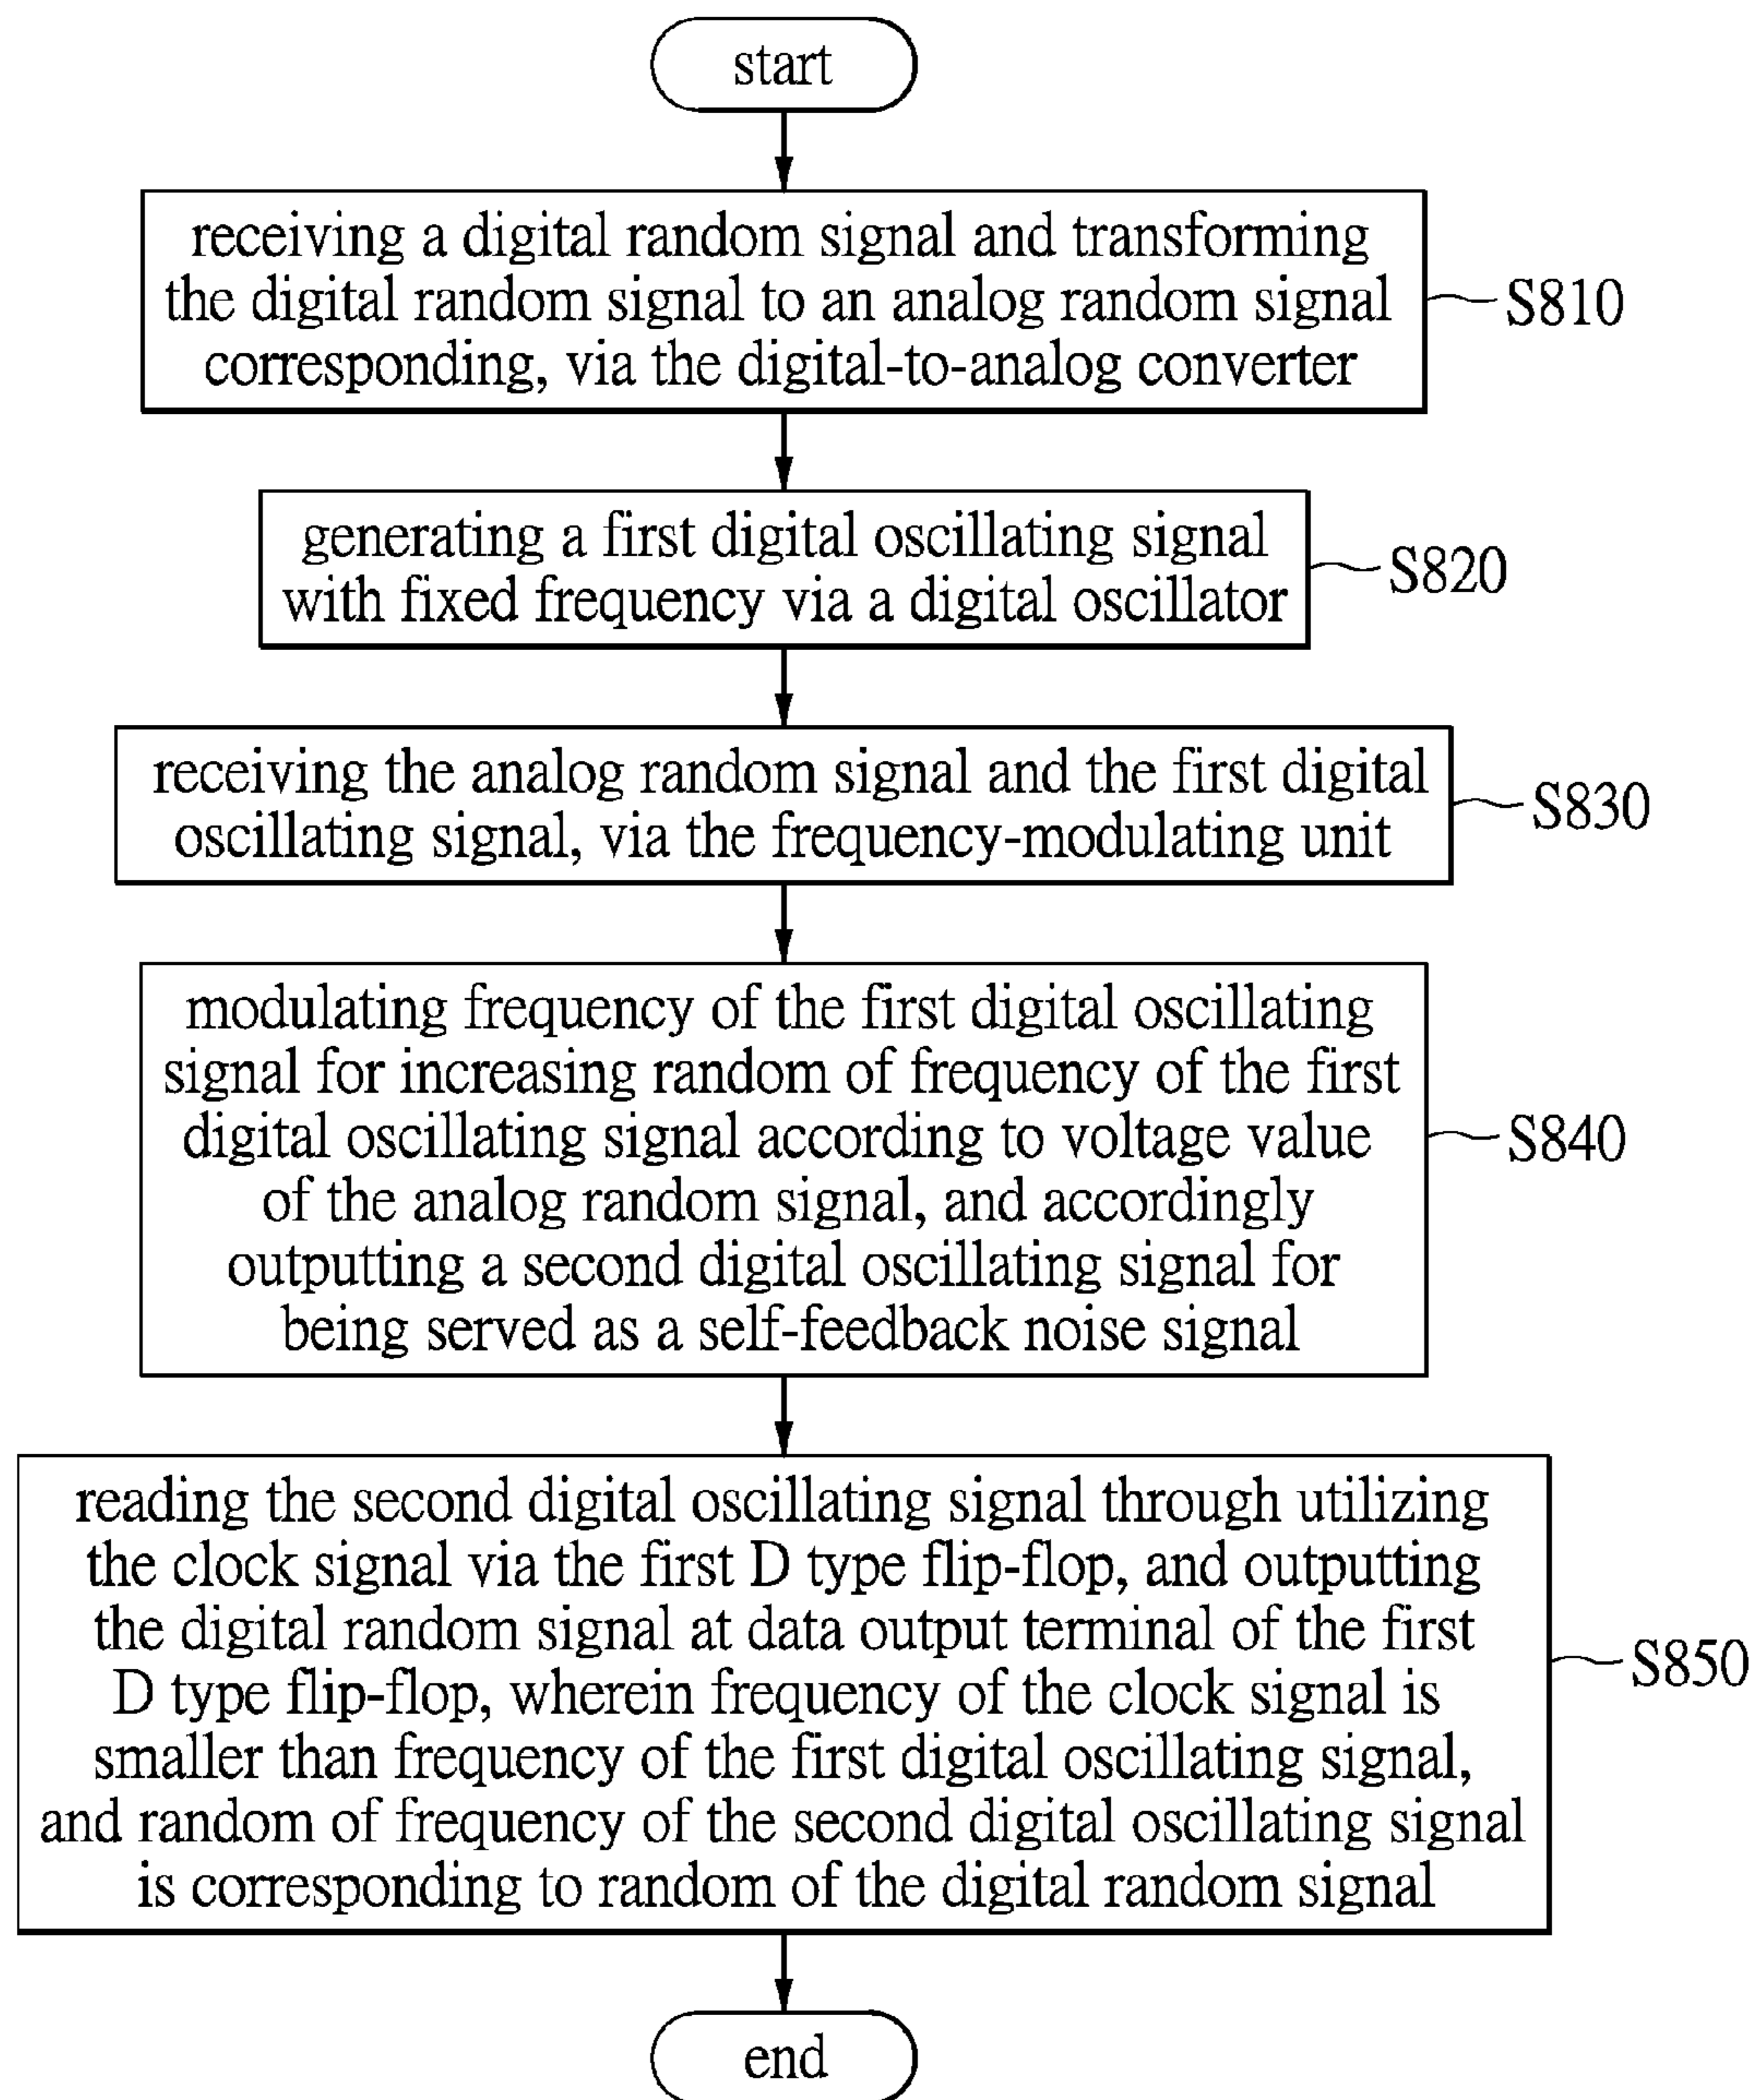 start
receiving a digital random signal and transforming
the digital random signal to an analog random signal
corresponding, via the digital-to-analog converter
S810
generating a first digital oscillating signal
with fixed frequency via a digital oscillator
S820
receiving the analog random signal and the first digital
oscillating signal, via the frequency-modulating unit
S830
modulating frequency of the first digital oscillating
signal for increasing random of frequency of the first
digital oscillating signal according to voltage value
of the analog random signal, and accordingly
outputting a second digital oscillating signal for
being served as a self-feedback noise signal
S840
reading the second digital oscillating signal through utilizing
the clock signal via the first D type flip-flop, and outputting
the digital random signal at data output terminal of the first
D type flip-flop, wherein frequency of the clock signal is
smaller than frequency of the first digital oscillating signal,
and random of frequency of the second digital oscillating signal
is corresponding to random of the digital random signal
S850
end